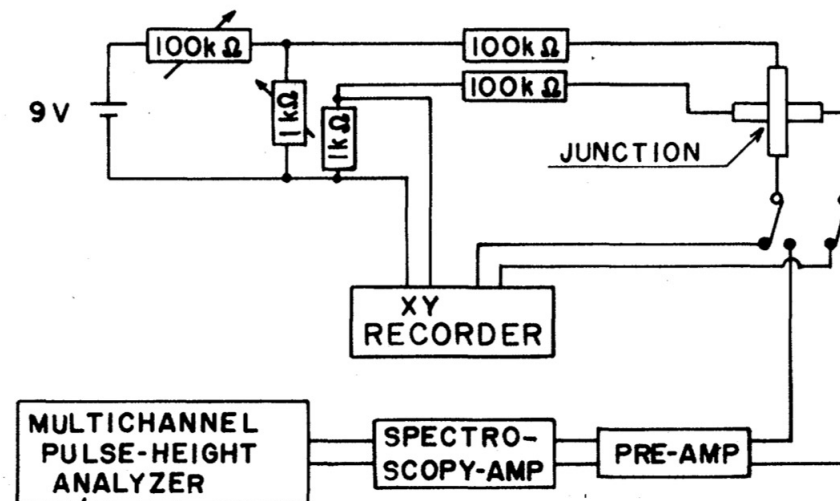 100kΩ
100kΩ
100kΩ
9V
1kΩ
1kΩ
JUNCTION
XY
RECORDER
MULTICHANNEL
PULSE-HEIGHT
ANALYZER
SPECTRO-
SCOPY-AMP
PRE-AMP